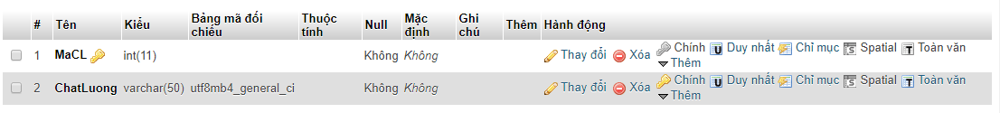 # Tên Kiểu Bảng mã đối chiếu Thuộc tính Null Mặc định Ghi chú Thêm Hành động
1 MaCL int(11) Không Không Thay đổi Xóa Chính Duy nhất Chỉ mục Spatial Toàn văn
Thêm
2 ChatLuong varchar(50) utf8mb4_general_ci Không Không Thay đổi Xóa Chính Duy nhất Chỉ mục Spatial Toàn văn
Thêm